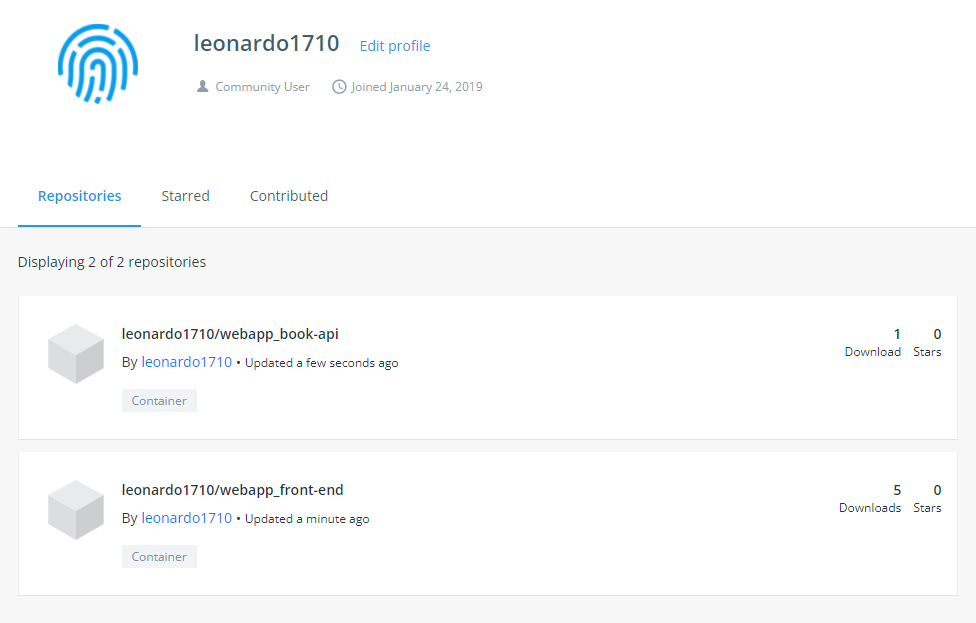 leonardo1710 Edit profile
Community User Joined January 24, 2019
Repositories Starred Contributed
Displaying 2 of 2 repositories
leonardo1710/webapp_book-api
By leonardo1710 • Updated a few seconds ago
Container
1 0
Download Stars
leonardo1710/webapp_front-end
By leonardo1710 • Updated a minute ago
Container
5 0
Downloads Stars